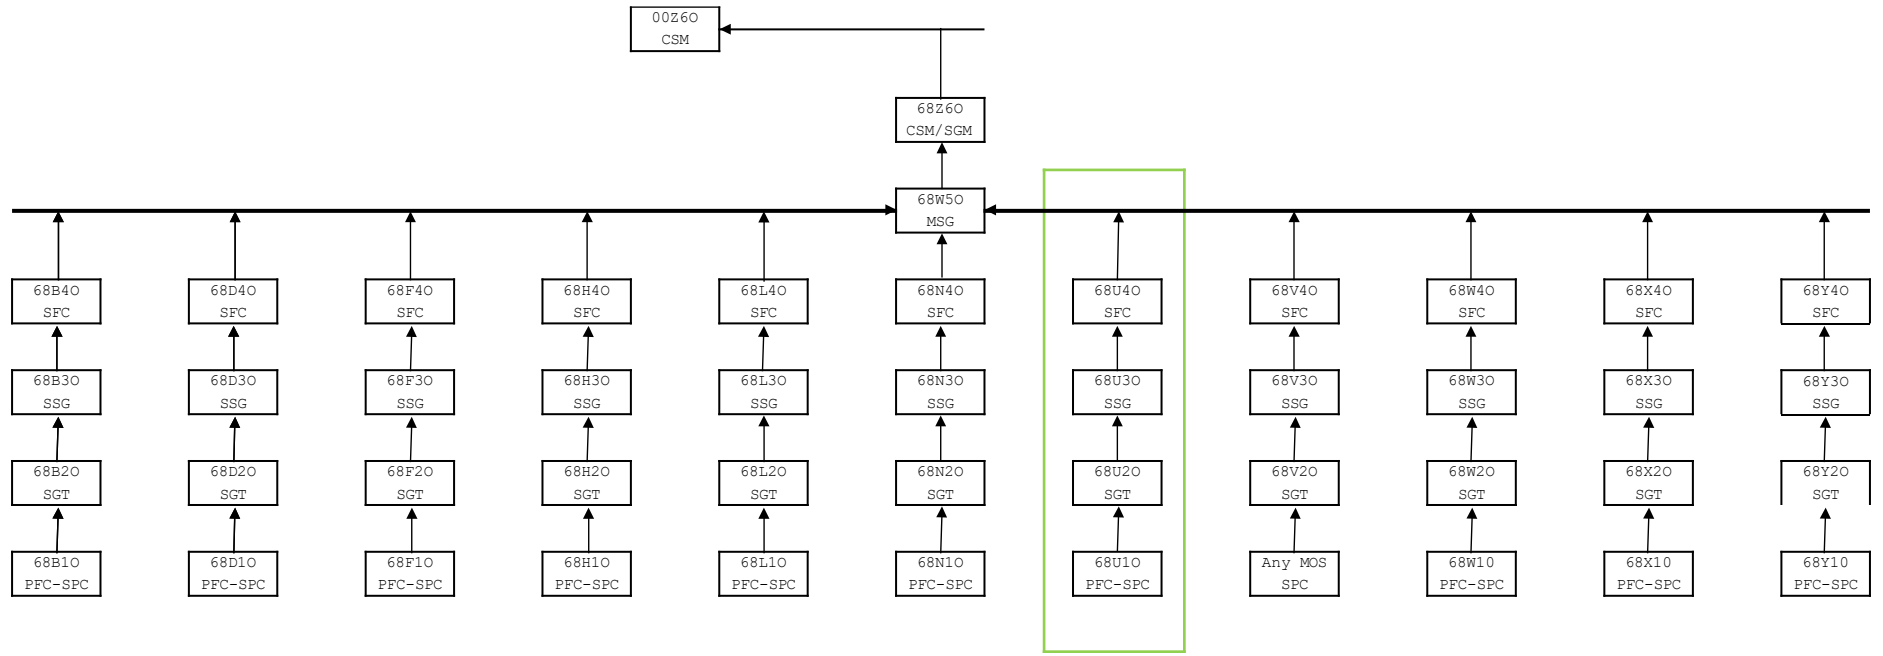 00Z6O
CSM
68Z6O
CSM/SGM
68W5O
MSG
68B4O
SFC
68D4O
SFC
68F4O
SFC
68H4O
SFC
68L4O
SFC
68N4O
SFC
68U4O
SFC
68V4O
SFC
68W4O
SFC
68X4O
SFC
68Y4O
SFC
68B3O
SSG
68D3O
SSG
68F3O
SSG
68H3O
SSG
68L3O
SSG
68N3O
SSG
68U3O
SSG
68V3O
SSG
68W3O
SSG
68X3O
SSG
68Y3O
SSG
68B2O
SGT
68D2O
SGT
68F2O
SGT
68H2O
SGT
68L2O
SGT
68N2O
SGT
68U2O
SGT
68V2O
SGT
68W2O
SGT
68X2O
SGT
68Y2O
SGT
68B1O
PFC-SPC
68D1O
PFC-SPC
68F1O
PFC-SPC
68H1O
PFC-SPC
68L1O
PFC-SPC
68N1O
PFC-SPC
68U1O
PFC-SPC
Any MOS
SPC
68W10
PFC-SPC
68X10
PFC-SPC
68Y10
PFC-SPC